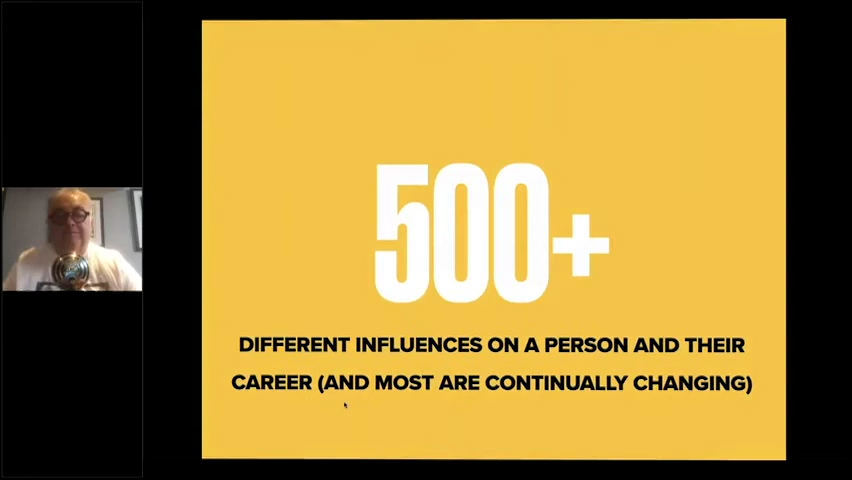 500+
DIFFERENT INFLUENCES ON A PERSON AND THEIR
CAREER (AND MOST ARE CONTINUALLY CHANGING)